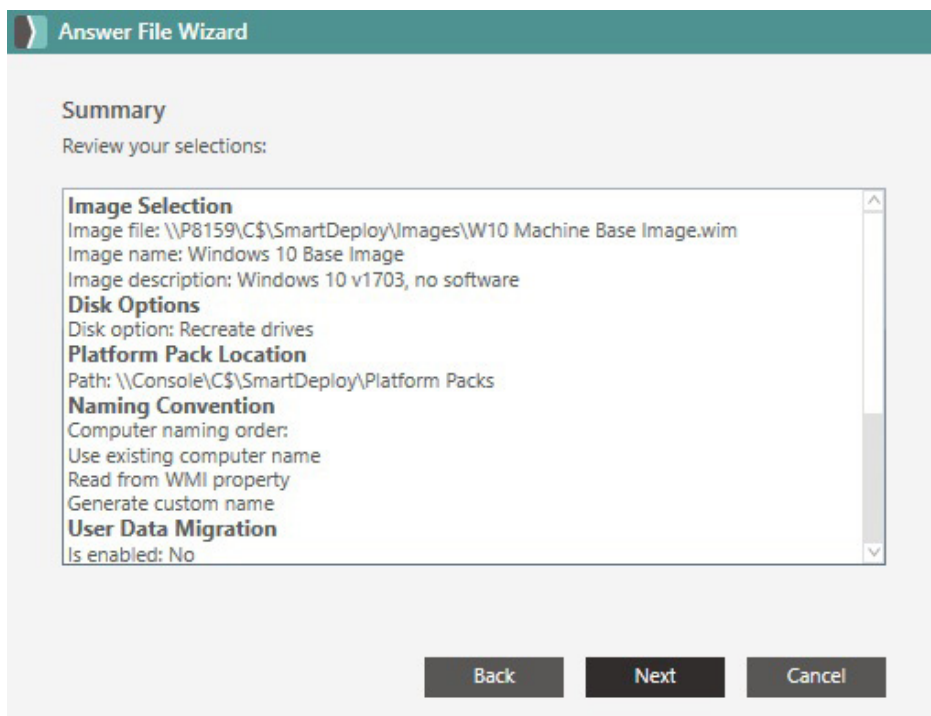 Answer File Wizard
Summary
Review your selections:
Image Selection
Image file: \\P8159\C$\SmartDeploy\Images\W10 Machine Base Image.wim
Image name: Windows 10 Base Image
Image description: Windows 10 v1703, no software
Disk Options
Disk option: Recreate drives
Platform Pack Location
Path: \\Console\C$\SmartDeploy\Platform Packs
Naming Convention
Computer naming order:
Use existing computer name
Read from WMI property
Generate custom name
User Data Migration
Is enabled: No
Back Next Cancel